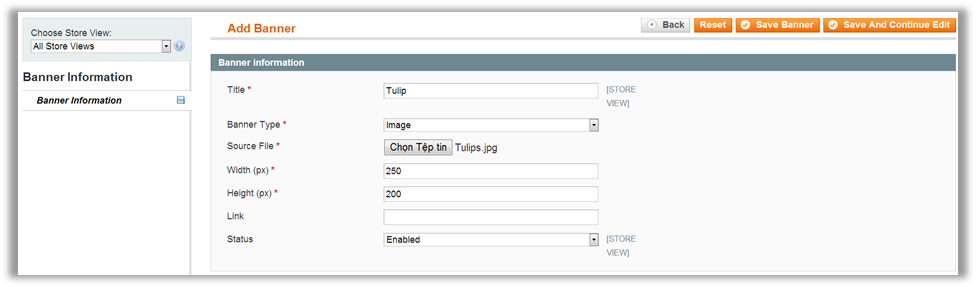 Choose Store View:
All Store Views
Banner Information
Banner Information
Add Banner
Back
Reset
Save Banner
Save And Continue Edit
Banner information
Title *
Tulip
[STORE
VIEW]
Banner Type *
Image
Source File *
Chọn Tệp tin Tulips.jpg
Width (px) *
250
Height (px) *
200
Link
Status
Enabled
[STORE
VIEW]